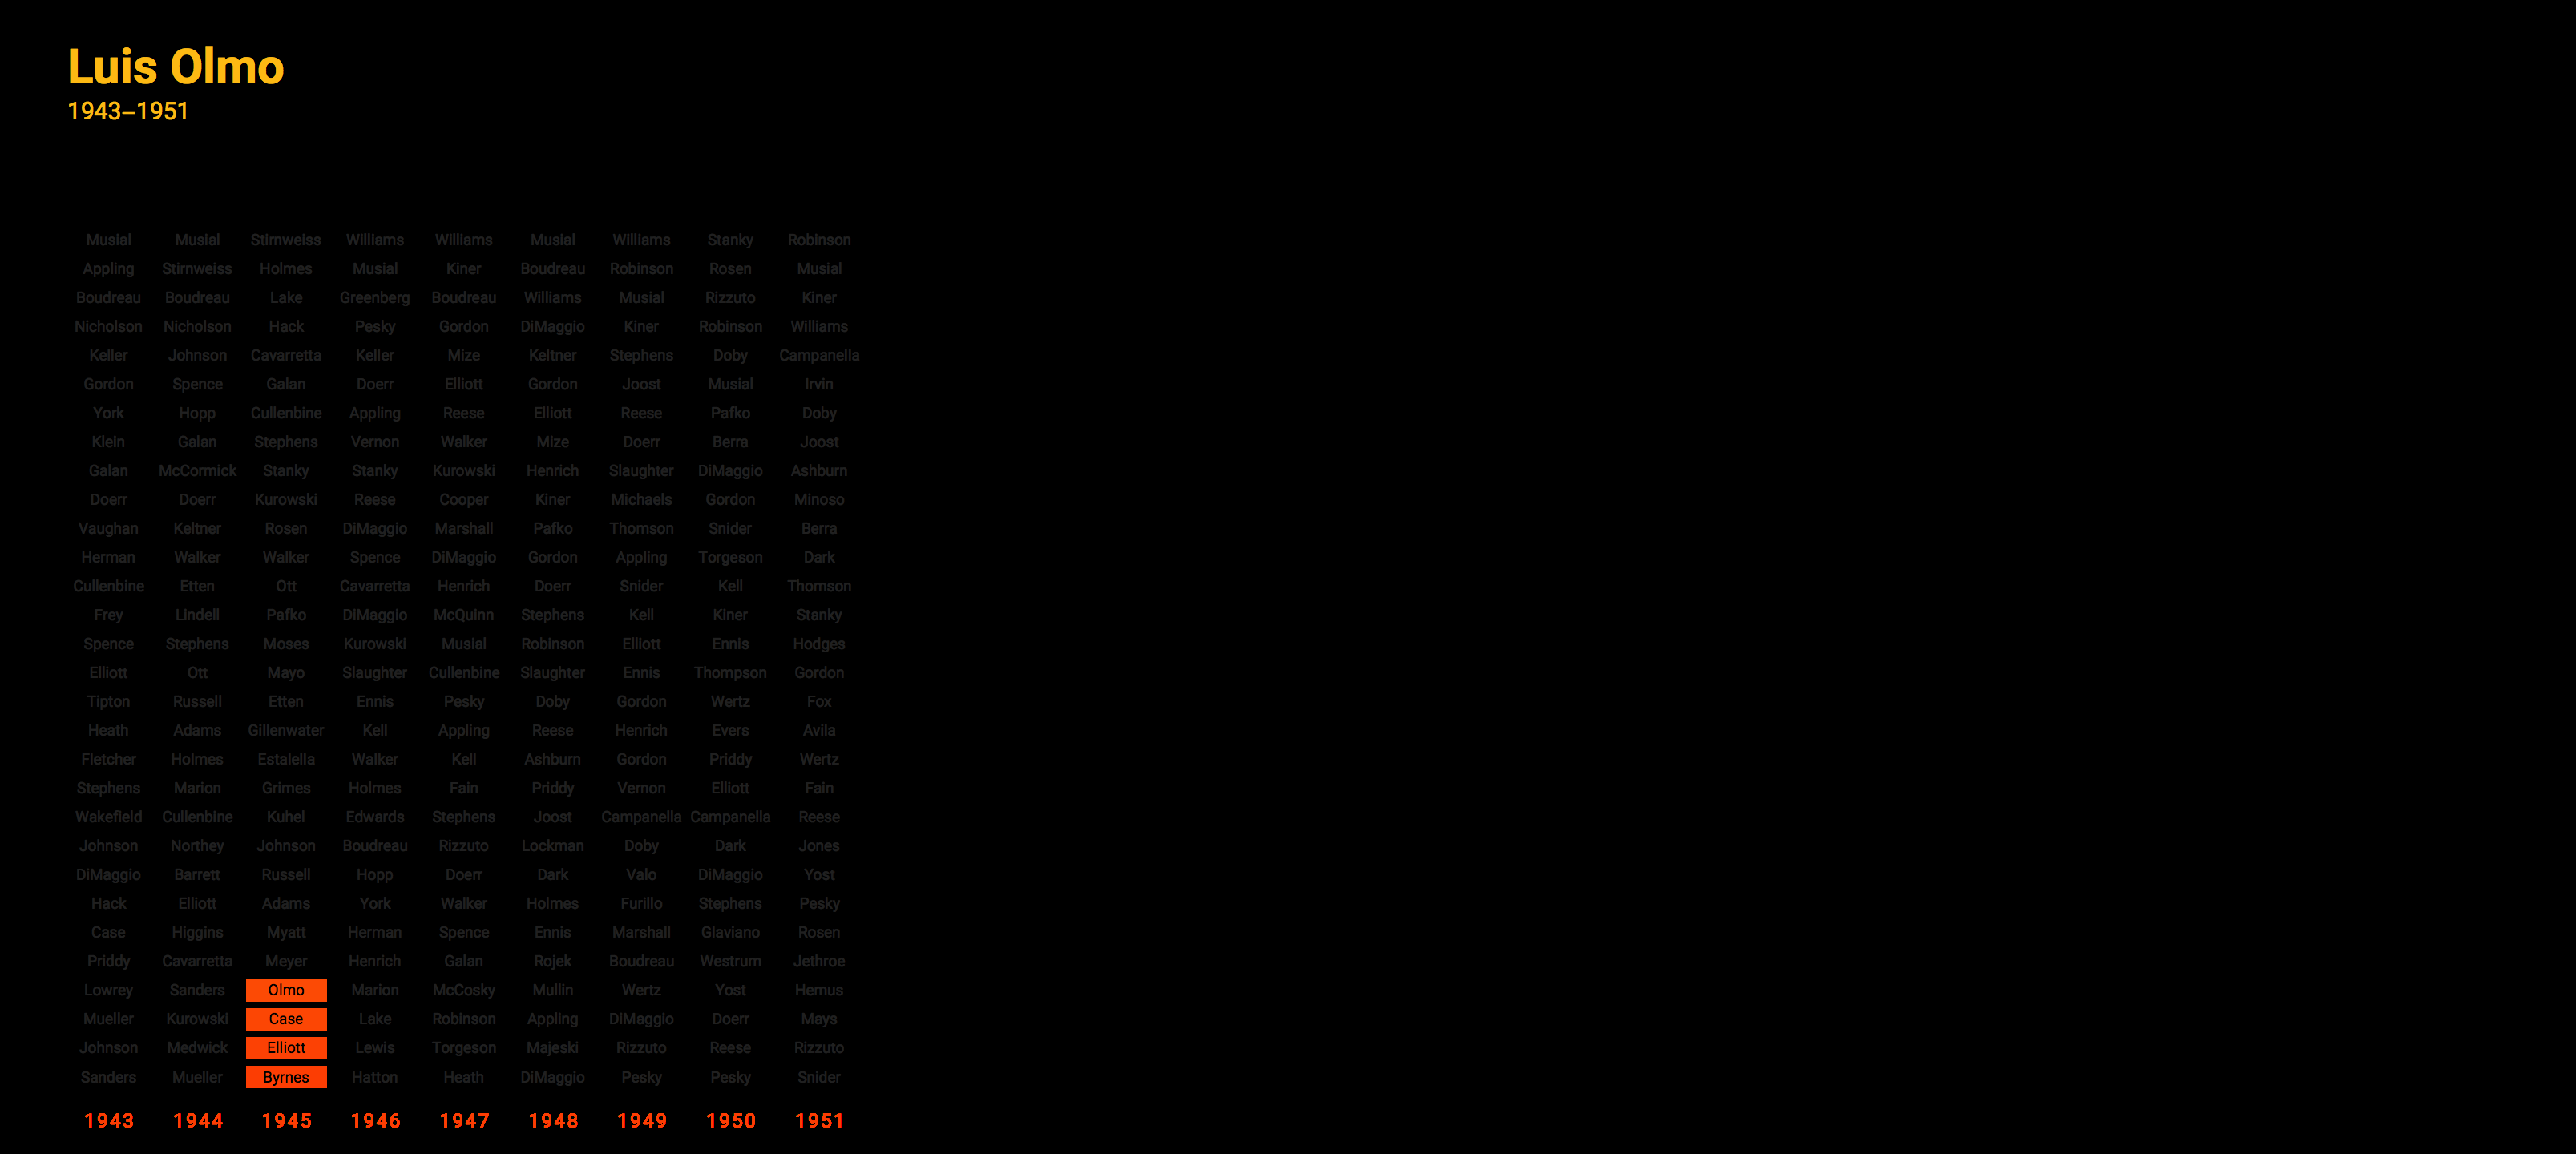 Luis Olmo
1943–1951
Musial Musial Stirnweiss Williams Williams Musial Williams Stanky Robinson
Appling Stirnweiss Holmes Musial Kiner Boudreau Robinson Rosen Musial
Boudreau Boudreau Lake Greenberg Boudreau Williams Musial Rizzuto Kiner
Nicholson Nicholson Hack Pesky Gordon DiMaggio Kiner Robinson Williams
Keller Johnson Cavarretta Keller Mize Keltner Stephens Doby Campanella
Gordon Spence Galan Doerr Elliott Gordon Joost Musial Irvin
York Hopp Cullenbine Appling Reese Elliott Reese Pafko Doby
Klein Galan Stephens Vernon Walker Mize Doerr Berra Joost
Galan McCormick Stanky Stanky Kurowski Henrich Slaughter DiMaggio Ashburn
Doerr Doerr Kurowski Reese Cooper Kiner Michaels Gordon Minoso
Vaughan Keltner Rosen DiMaggio Marshall Pafko Thomson Snider Berra
Herman Walker Walker Spence DiMaggio Gordon Appling Torgeson Dark
Cullenbine Etten Ott Cavarretta Henrich Doerr Snider Kell Thomson
Frey Lindell Pafko DiMaggio McQuinn Stephens Kell Kiner Stanky
Spence Stephens Moses Kurowski Musial Robinson Elliott Ennis Hodges
Elliott Ott Mayo Slaughter Cullenbine Slaughter Ennis Thompson Gordon
Tipton Russell Etten Ennis Pesky Doby Gordon Wertz Fox
Heath Adams Gillenwater Kell Appling Reese Henrich Evers Avila
Fletcher Holmes Estalella Walker Kell Ashburn Gordon Priddy Wertz
Stephens Marion Grimes Holmes Fain Priddy Vernon Elliott Fain
Wakefield Cullenbine Kuhel Edwards Stephens Joost Campanella Campanella Reese
Johnson Northey Johnson Boudreau Rizzuto Lockman Doby Dark Jones
DiMaggio Barrett Russell Hopp Doerr Dark Valo DiMaggio Yost
Hack Elliott Adams York Walker Holmes Furillo Stephens Pesky
Case Higgins Myatt Herman Spence Ennis Marshall Glaviano Rosen
Priddy Cavarretta Meyer Henrich Galan Rojek Boudreau Westrum Jethroe
Lowrey Sanders Olmo Marion McCosky Mullin Wertz Yost Hemus
Mueller Kurowski Case Lake Robinson Appling DiMaggio Doerr Mays
Johnson Medwick Elliott Lewis Torgeson Majeski Rizzuto Reese Rizzuto
Sanders Mueller Byrnes Hatton Heath DiMaggio Pesky Pesky Snider
1943 1944 1945 1946 1947 1948 1949 1950 1951